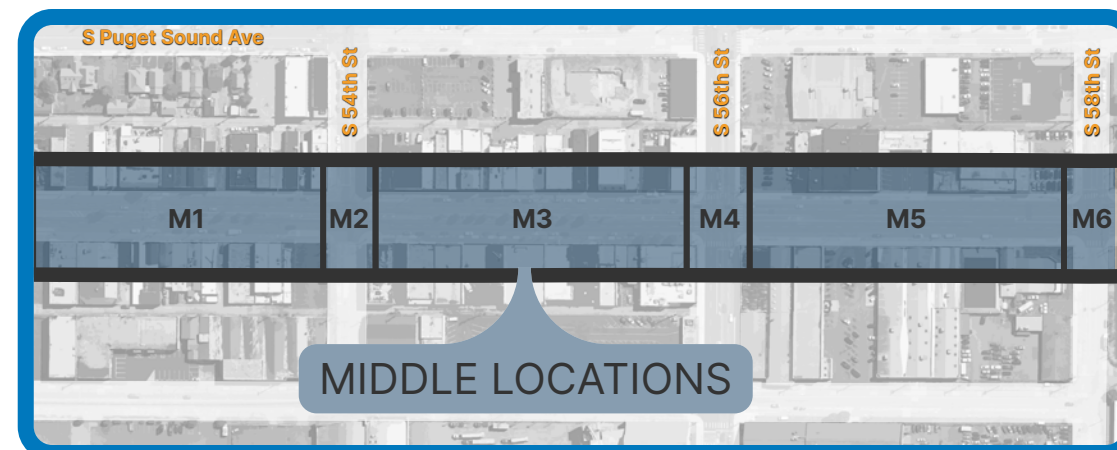 S Puget Sound Ave
S 54th St
S 56th St
S 58th St
M1
M2
M3
M4
M5
M6
MIDDLE LOCATIONS